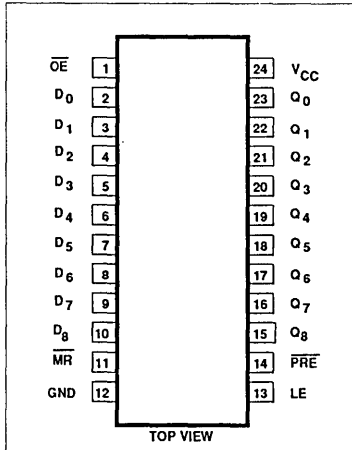 OE 1 24 VCC
D0 2 23 Q0
D1 3 22 Q1
D2 4 21 Q2
D3 5 20 Q3
D4 6 19 Q4
D5 7 18 Q5
D6 8 17 Q6
D7 9 16 Q7
D8 10 15 Q8
MR 11 14 PRE
GND 12 13 LE
TOP VIEW